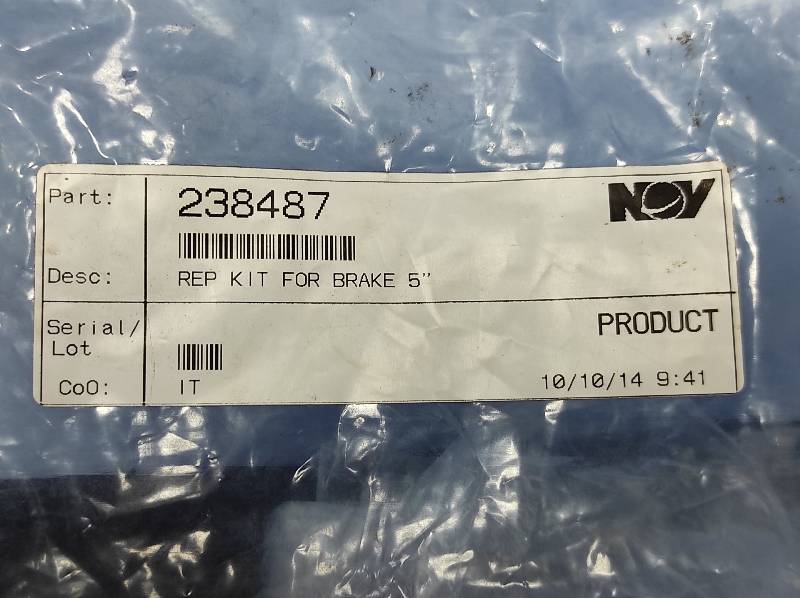 Part: 238487
NOV
Desc: REP KIT FOR BRAKE 5"
Serial/
Lot
PRODUCT
CoO: IT
10/10/14 9:41